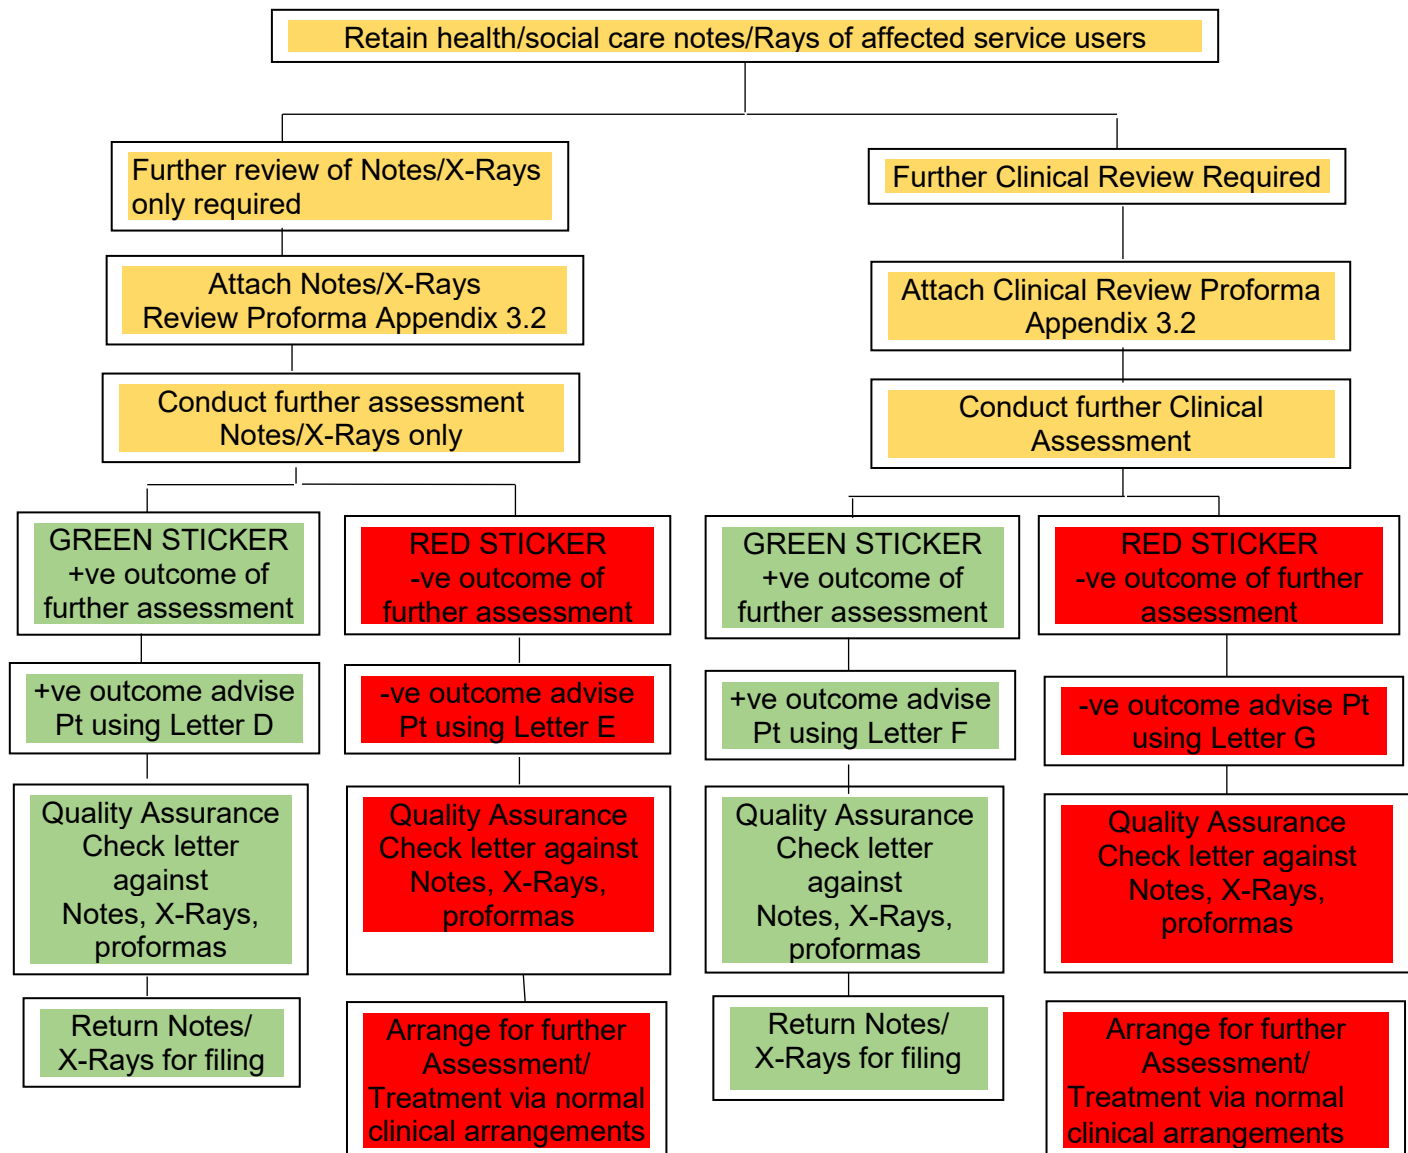 Retain health/social care notes/Rays of affected service users
Further review of Notes/X-Rays
only required
Further Clinical Review Required
Attach Notes/X-Rays
Review Proforma Appendix 3.2
Attach Clinical Review Proforma
Appendix 3.2
Conduct further assessment
Notes/X-Rays only
Conduct further Clinical
Assessment
GREEN STICKER
+ve outcome of
further assessment
RED STICKER
-ve outcome of
further assessment
GREEN STICKER
+ve outcome of
further assessment
RED STICKER
-ve outcome of further
assessment
+ve outcome advise
Pt using Letter D
-ve outcome advise
Pt using Letter E
+ve outcome advise
Pt using Letter F
-ve outcome advise Pt
using Letter G
Quality Assurance
Check letter
against
Notes, X-Rays,
proformas
Quality Assurance
Check letter against
Notes, X-Rays,
proformas
Quality Assurance
Check letter
against
Notes, X-Rays,
proformas
Quality Assurance
Check letter against
Notes, X-Rays,
proformas
Return Notes/
X-Rays for filing
Arrange for further
Assessment/
Treatment via normal
clinical arrangements
Return Notes/
X-Rays for filing
Arrange for further
Assessment/
Treatment via normal
clinical arrangements